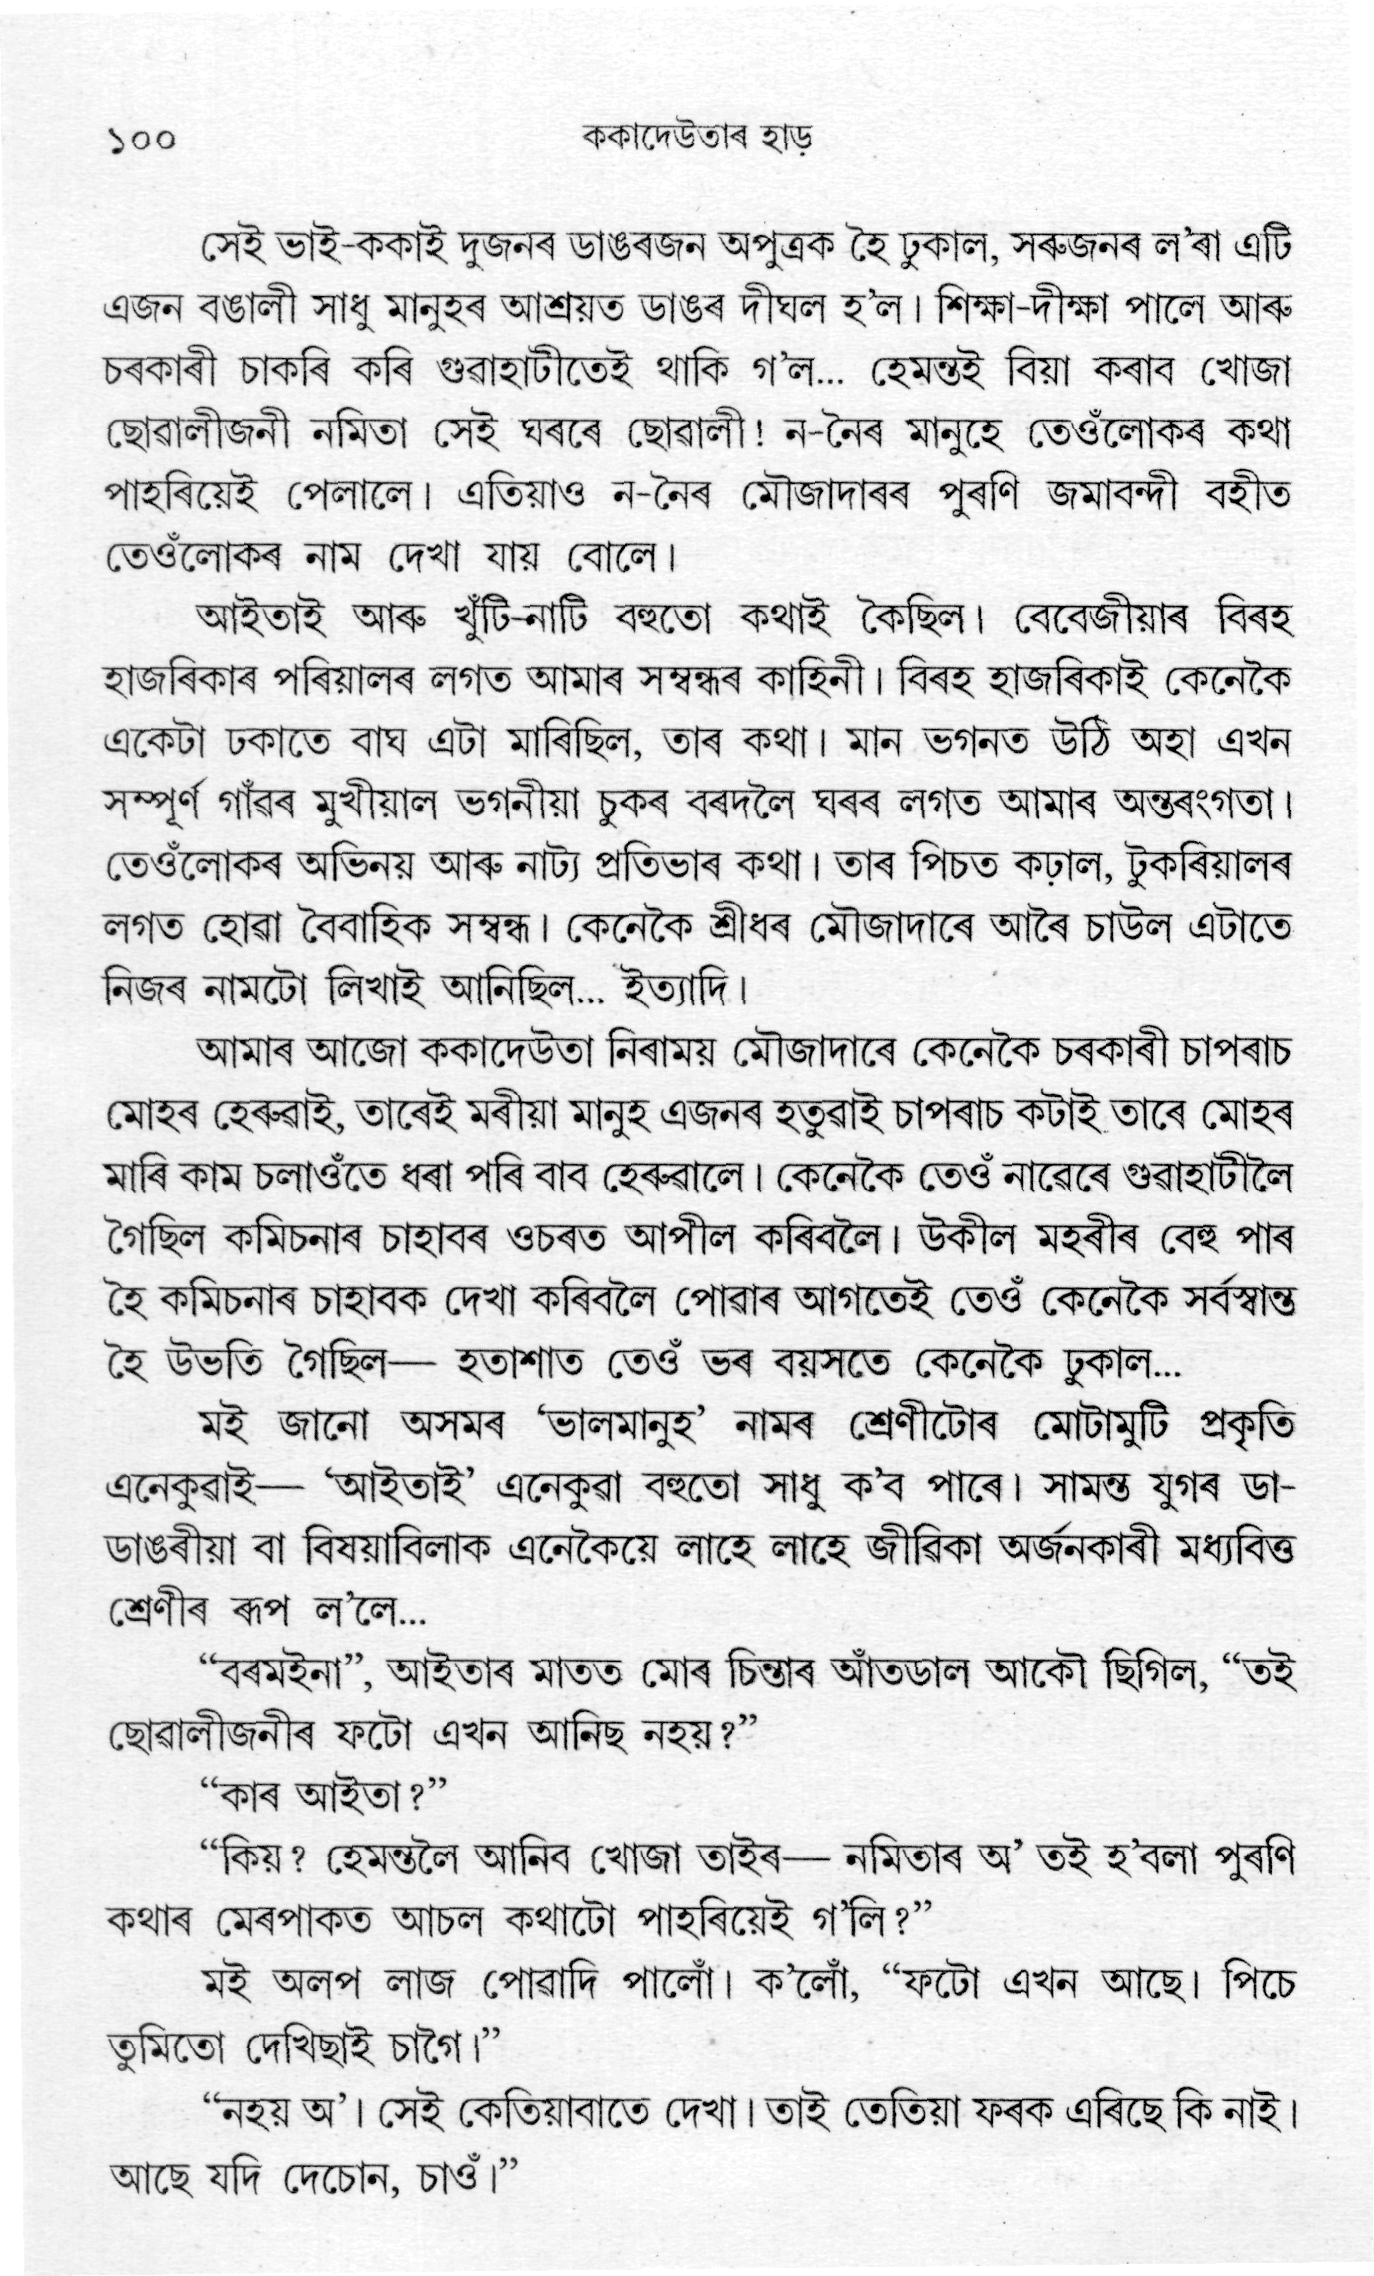 ১০০ ককাদেউতাৰ হাড়
সেই ভাই-ককাই দুজনৰ ডাঙৰজন অপুত্ৰক হৈ ঢুকাল, সৰুজনৰ ল’ৰা এটি
এজন বঙালী সাধু মানুহৰ আশ্ৰয়ত ডাঙৰ দীঘল হ’ল। শিক্ষা-দীক্ষা পালে আৰু
চৰকাৰী চাকৰি কৰি গুৱাহাটীতেই থাকি গ’ল... হেমন্তই বিয়া কৰাব খোজা
ছোৱালীজনী নমিতা সেই ঘৰৰে ছোৱালী! ন-নৈৰ মানুহে তেওঁলোকৰ কথা
পাহৰিয়েই পেলালে। এতিয়াও ন-নৈৰ মৌজাদাৰৰ পুৰণি জমাবন্দী বহীত
তেওঁলোকৰ নাম দেখা যায় বোলে।
আইতাই আৰু খুঁটি-নাটি বহুতো কথাই কৈছিল। বেবেজীয়াৰ বিৰহ
হাজৰিকাৰ পৰিয়ালৰ লগত আমাৰ সম্বন্ধৰ কাহিনী। বিৰহ হাজৰিকাই কেনেকৈ
একেটা ঢকাতে বাঘ এটা মাৰিছিল, তাৰ কথা। মান ভগনত উঠি অহা এখন
সম্পূৰ্ণ গাঁৱৰ মুখীয়াল ভগনীয়া চুকৰ বৰদলৈ ঘৰৰ লগত আমাৰ অন্তৰংগতা।
তেওঁলোকৰ অভিনয় আৰু নাট্য প্ৰতিভাৰ কথা। তাৰ পিচত কঢ়াল, টুকৰিয়ালৰ
লগত হোৱা বৈবাহিক সম্বন্ধ। কেনেকৈ শ্ৰীধৰ মৌজাদাৰে আৰৈ চাউল এটাতে
নিজৰ নামটো লিখাই আনিছিল... ইত্যাদি।
আমাৰ আজো ককাদেউতা নিৰাময় মৌজাদাৰে কেনেকৈ চৰকাৰী চাপৰাচ
মোহৰ হেৰুৱাই, তাৰেই মৰীয়া মানুহ এজনৰ হতুৱাই চাপৰাচ কটাই তাৰে মোহৰ
মাৰি কাম চলাওঁতে ধৰা পৰি বাব হেৰুৱালে। কেনেকৈ তেওঁ নাৱেৰে গুৱাহাটীলৈ
গৈছিল কমিচনাৰ চাহাবৰ ওচৰত আপীল কৰিবলৈ। উকীল মহৰীৰ বেহু পাৰ
হৈ কমিচনাৰ চাহাবক দেখা কৰিবলৈ পোৱাৰ আগতেই তেওঁ কেনেকৈ সৰ্বস্বান্ত
হৈ উভতি গৈছিল— হতাশাত তেওঁ ভৰ বয়সতে কেনেকৈ ঢুকাল...
মই জানো অসমৰ ‘ভালমানুহ’ নামৰ শ্ৰেণীটোৰ মোটামুটি প্ৰকৃতি
এনেকুৱাই— ‘আইতাই’ এনেকুৱা বহুতো সাধু ক’ব পাৰে। সামন্ত যুগৰ ডা-
ডাঙৰীয়া বা বিষয়াবিলাক এনেকৈয়ে লাহে লাহে জীৱিকা অৰ্জনকাৰী মধ্যবিত্ত
শ্ৰেণীৰ ৰূপ ল’লে...
“বৰমইনা”, আইতাৰ মাতত মোৰ চিন্তাৰ আঁতডাল আকৌ ছিগিল, “তই
ছোৱালীজনীৰ ফটো এখন আনিছ নহয়?”
“কাৰ আইতা?”
“কিয়? হেমন্তলৈ আনিব খোজা তাইৰ— নমিতাৰ অ’ তই হ’বলা পুৰণি
কথাৰ মেৰপাকত আচল কথাটো পাহৰিয়েই গ’লি?”
মই অলপ লাজ পোৱাদি পালোঁ। ক’লোঁ, “ফটো এখন আছে। পিচে
তুমিতো দেখিছাই চাগৈ।”
“নহয় অ’। সেই কেতিয়াবাতে দেখা। তাই তেতিয়া ফৰক এৰিছে কি নাই।
আছে যদি দেচোন, চাওঁ।”